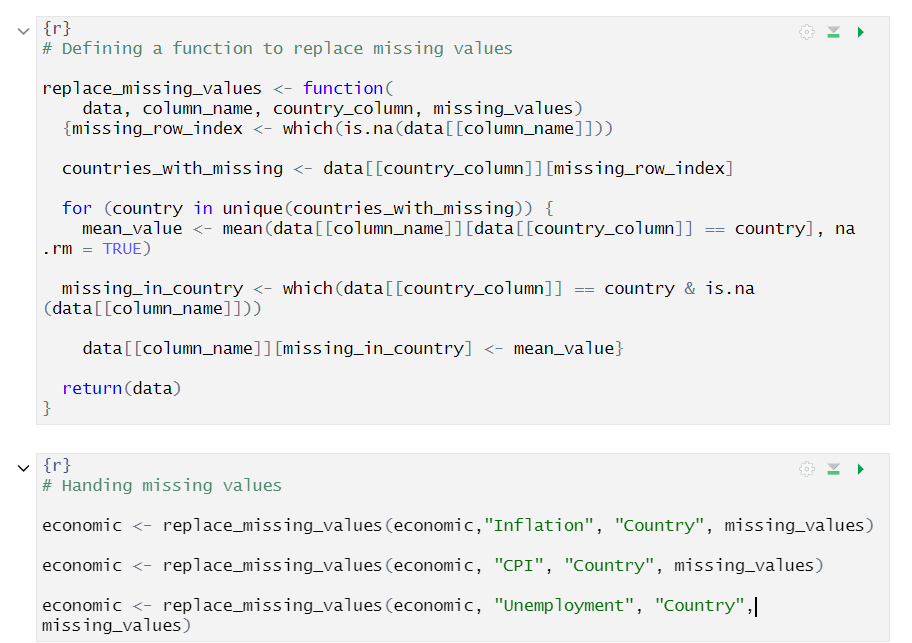 {r}
# Defining a function to replace missing values
replace_missing_values <- function(
data, column_name, country_column, missing_values)
{missing_row_index <- which(is.na(data[[column_name]]))
countries_with_missing <- data[[country_column]][missing_row_index]
for (country in unique(countries_with_missing)) {
mean_value <- mean(data[[column_name]][data[[country_column]] == country], na
.rm = TRUE)
missing_in_country <- which(data[[country_column]] == country & is.na
(data[[column_name]]))
data[[column_name]][missing_in_country] <- mean_value}
return(data)
}
{r}
# Handing missing values
economic <- replace_missing_values(economic,"Inflation", "Country", missing_values)
economic <- replace_missing_values(economic, "CPI", "Country", missing_values)
economic <- replace_missing_values(economic, "Unemployment", "Country",
missing_values)